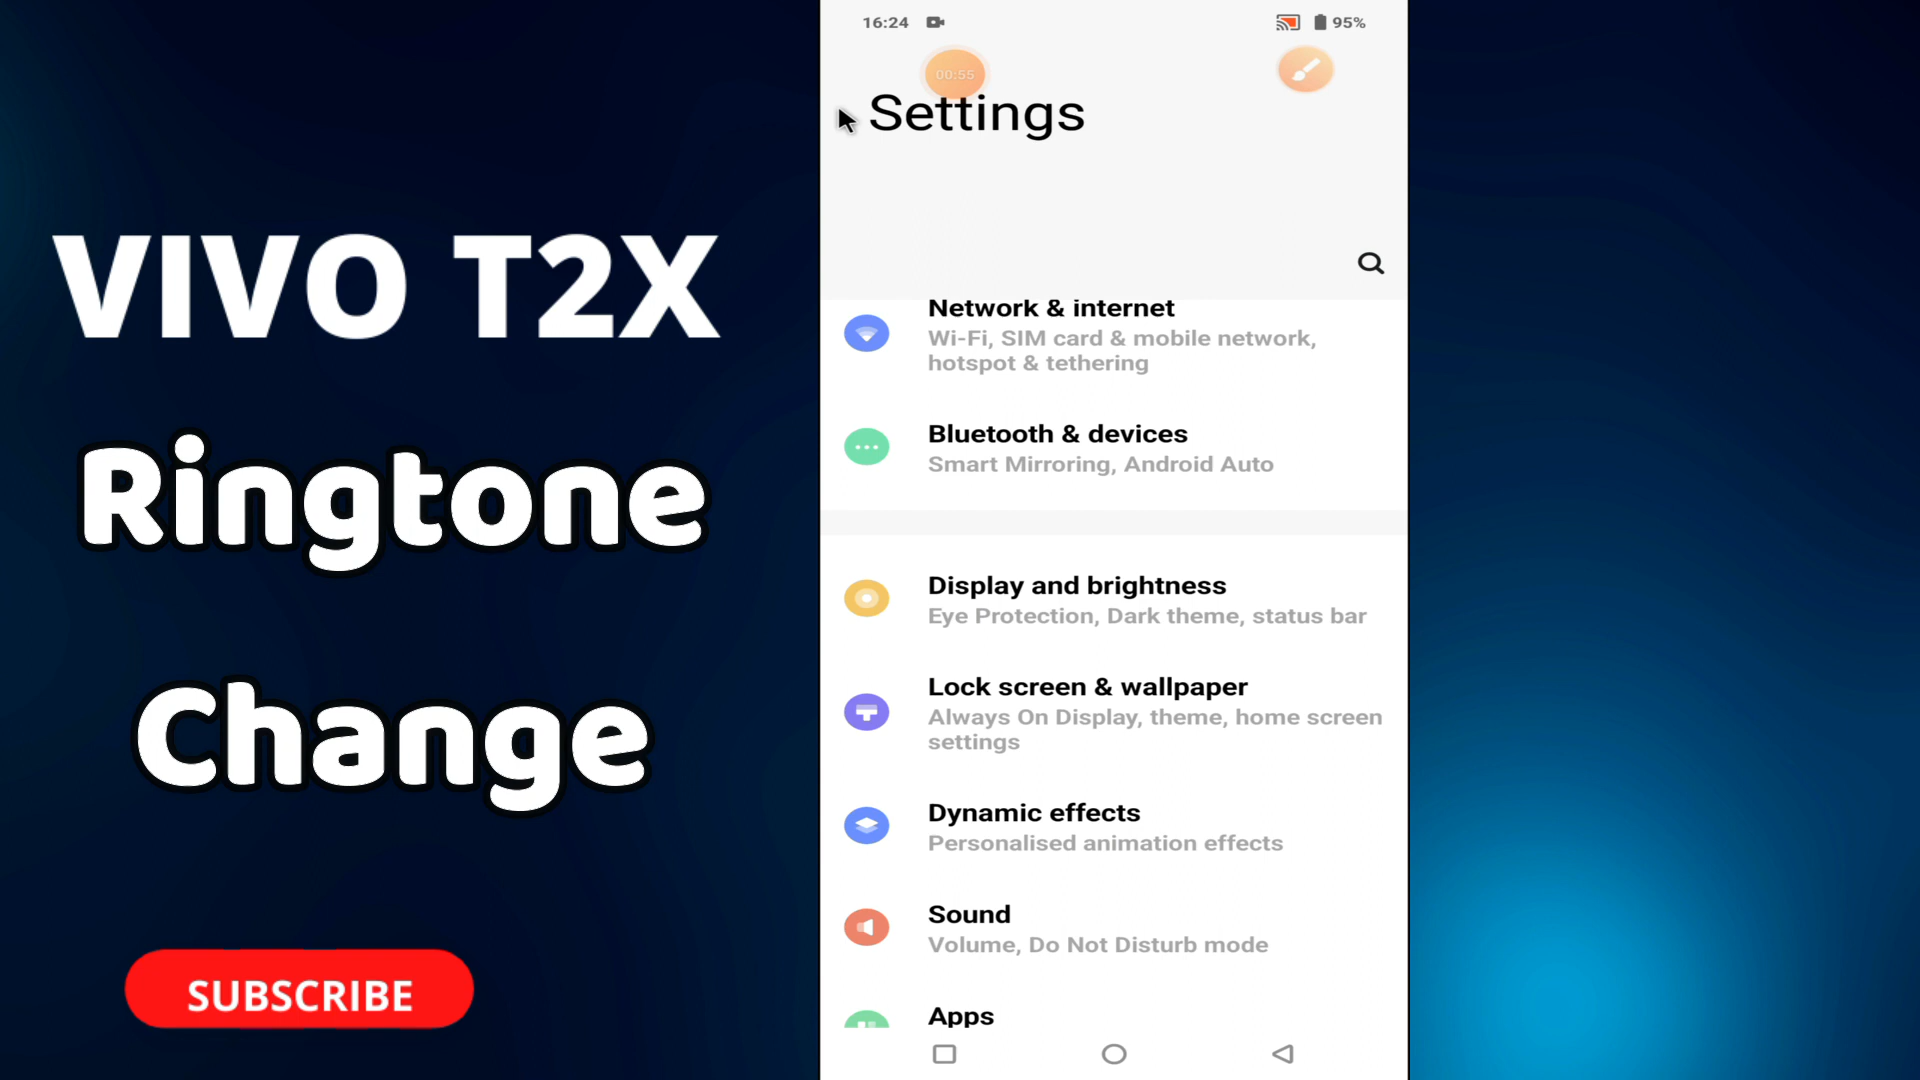 VIVO T2X
Ringtone
Change
SUBSCRIBE
16:24
95%
00:55
Settings
Network & internet
Wi-Fi, SIM card & mobile network,
hotspot & tethering
Bluetooth & devices
Smart Mirroring, Android Auto
Display and brightness
Eye Protection, Dark theme, status bar
Lock screen & wallpaper
Always On Display, theme, home screen
settings
Dynamic effects
Personalised animation effects
Sound
Volume, Do Not Disturb mode
Apps